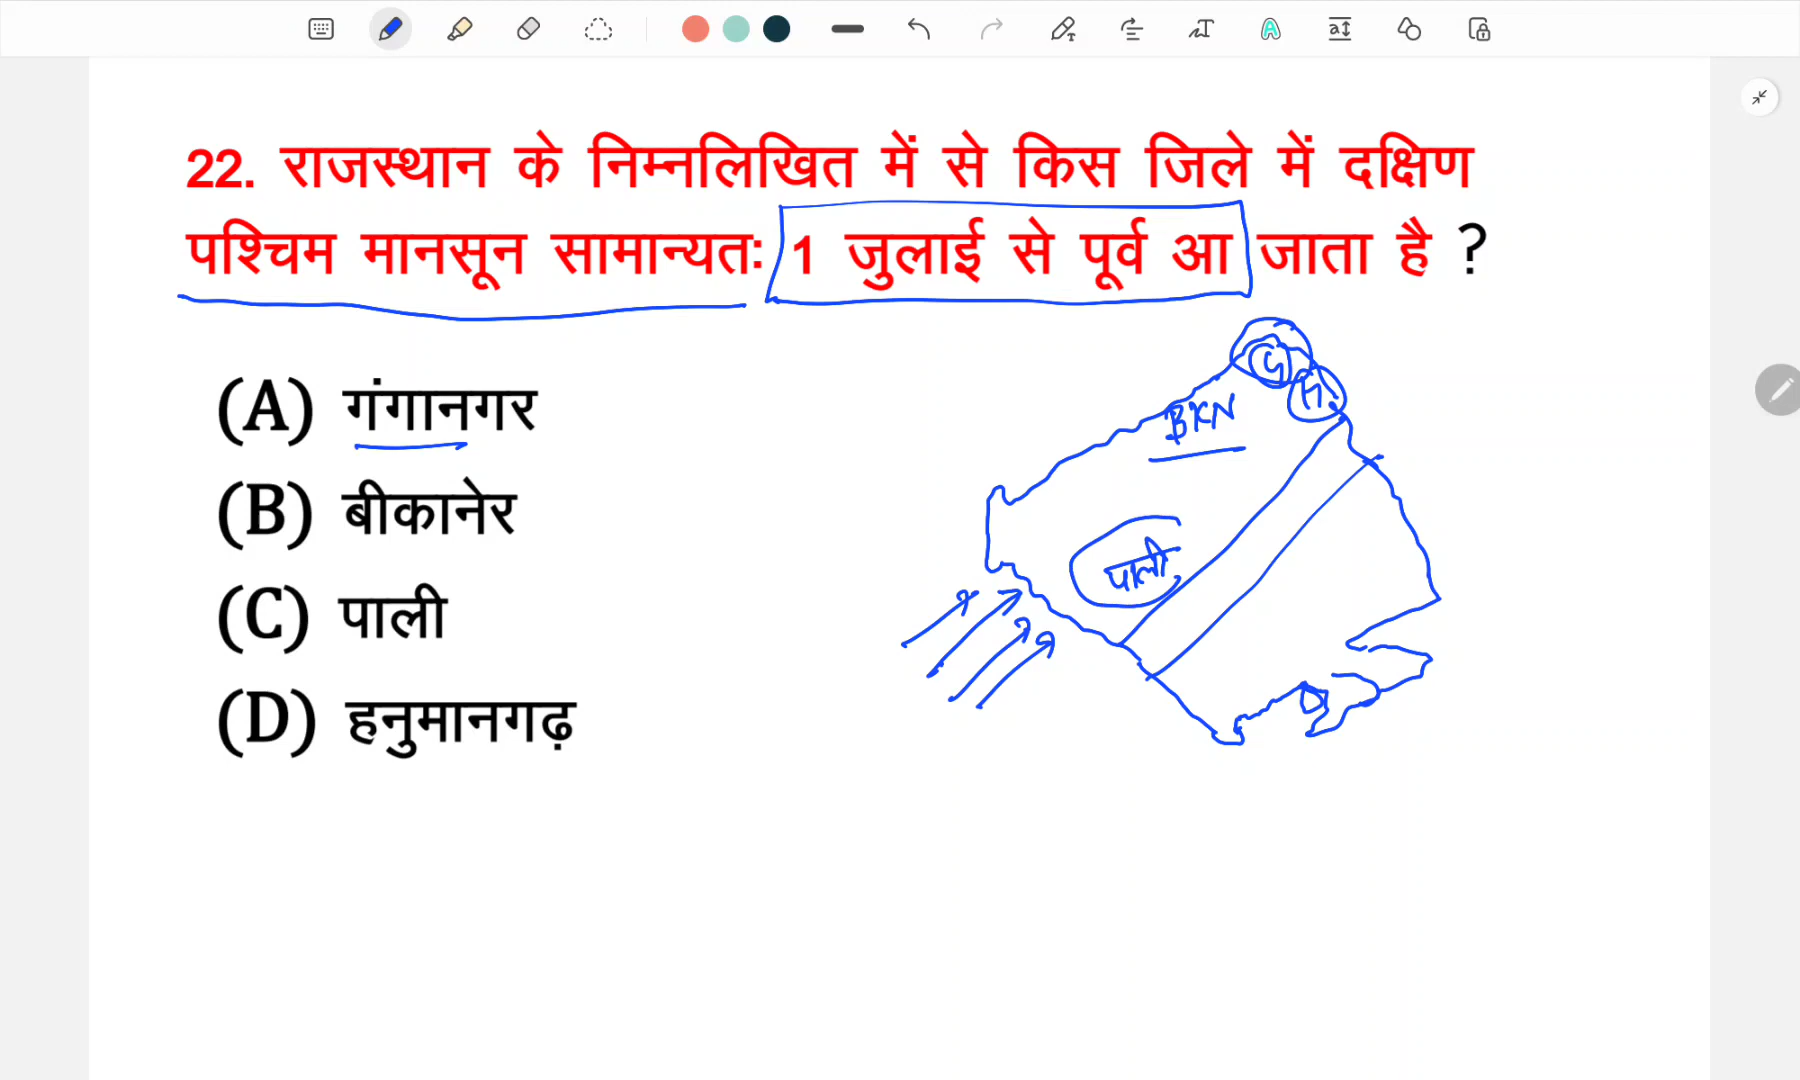 22. राजस्थान के निम्नलिखित में से किस जिले में दक्षिण
पश्चिम मानसून सामान्यतः 1 जुलाई से पूर्व आ जाता है ?
(A) गंगानगर
(B) बीकानेर
(C) पाली
(D) हनुमानगढ़
G
H
BKN
पाली